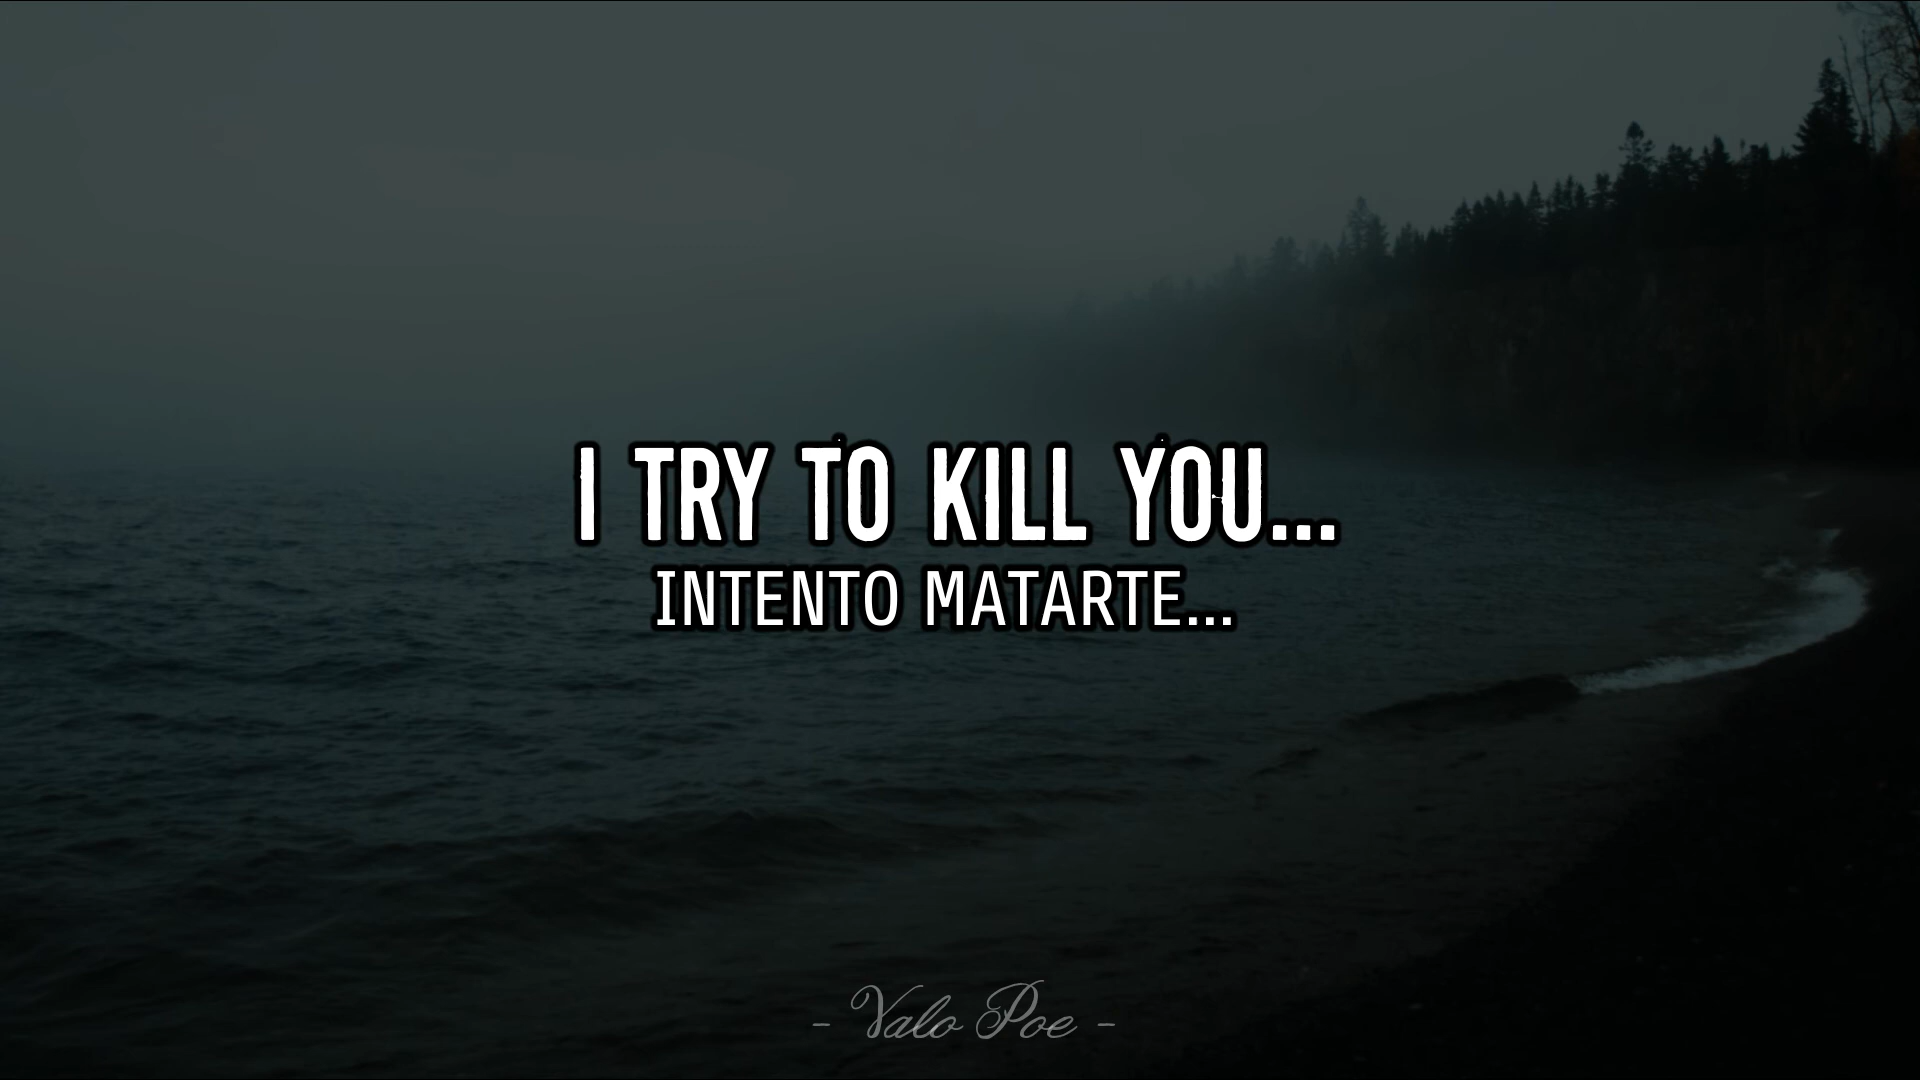 I TRY TO KILL YOU...
INTENTO MATARTE...
- Valo Poe -